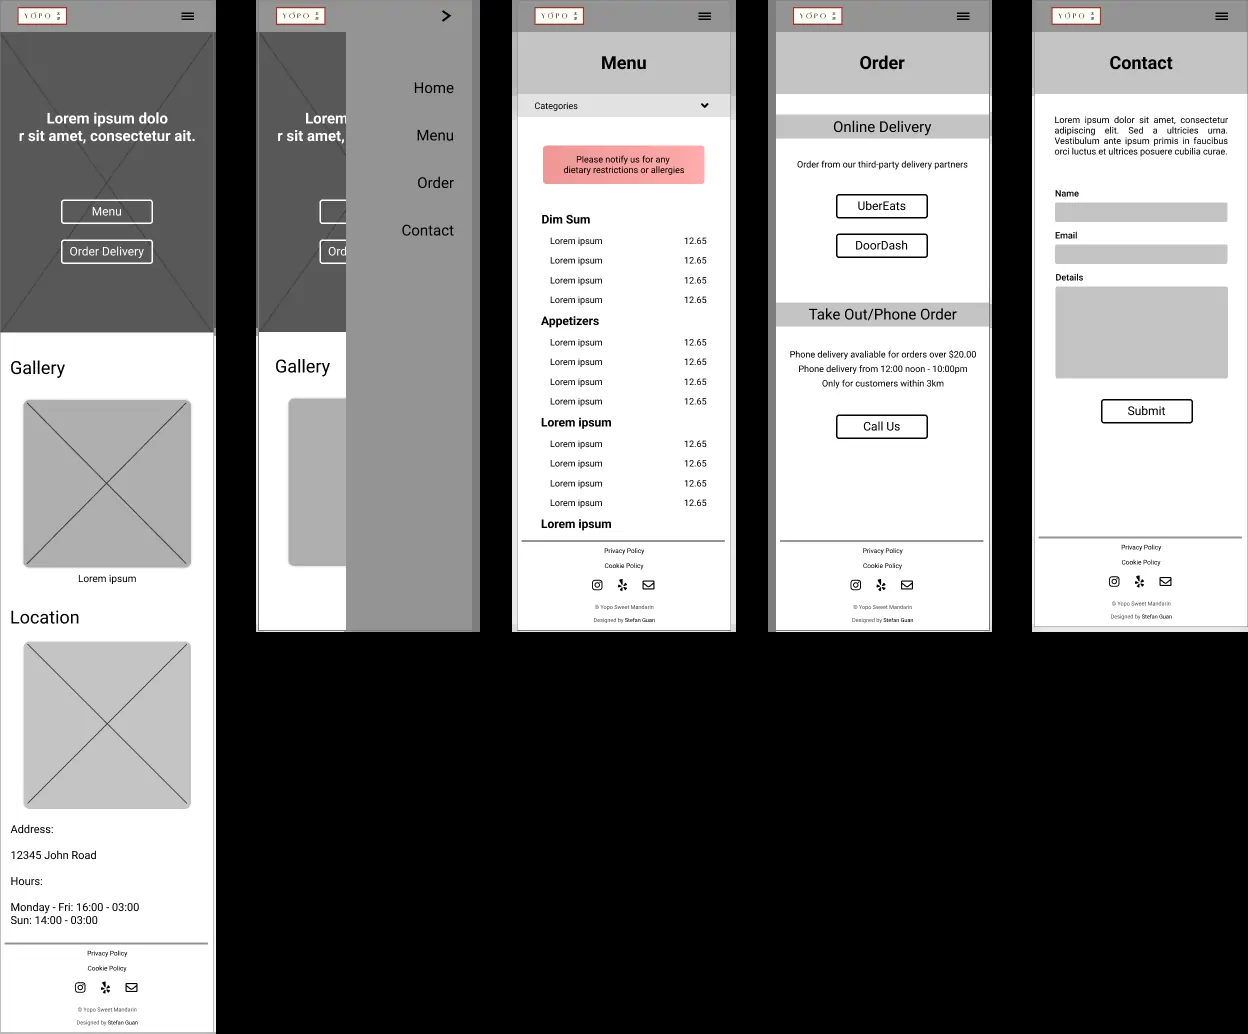 YOPO
Lorem ipsum dolo
r sit amet, consectetur ait.
Menu
Order Delivery
Gallery
Lorem ipsum
Location
Address:
12345 John Road
Hours:
Monday - Fri: 16:00 - 03:00
Sun: 14:00 - 03:00
Privacy Policy
Cookie Policy
© Yopo Sweet Mandarin
Designed by Stefan Guan
YOPO
Lorem
r sit amet,
Ord
Gallery
Home
Menu
Order
Contact
YOPO
Menu
Categories
Please notify us for any
dietary restrictions or allergies
Dim Sum
Lorem ipsum 12.65
Lorem ipsum 12.65
Lorem ipsum 12.65
Lorem ipsum 12.65
Appetizers
Lorem ipsum 12.65
Lorem ipsum 12.65
Lorem ipsum 12.65
Lorem ipsum 12.65
Lorem ipsum
Lorem ipsum 12.65
Lorem ipsum 12.65
Lorem ipsum 12.65
Lorem ipsum 12.65
Lorem ipsum
Privacy Policy
Cookie Policy
© Yopo Sweet Mandarin
Designed by Stefan Guan
YOPO
Order
Online Delivery
Order from our third-party delivery partners
UberEats
DoorDash
Take Out/Phone Order
Phone delivery avaliable for orders over $20.00
Phone delivery from 12:00 noon - 10:00pm
Only for customers within 3km
Call Us
Privacy Policy
Cookie Policy
© Yopo Sweet Mandarin
Designed by Stefan Guan
YOPO
Contact
Lorem ipsum dolor sit amet, consectetur
adipiscing elit. Sed a ultricies urna.
Vestibulum ante ipsum primis in faucibus
orci luctus et ultrices posuere cubilia curae.
Name
Email
Details
Submit
Privacy Policy
Cookie Policy
© Yopo Sweet Mandarin
Designed by Stefan Guan